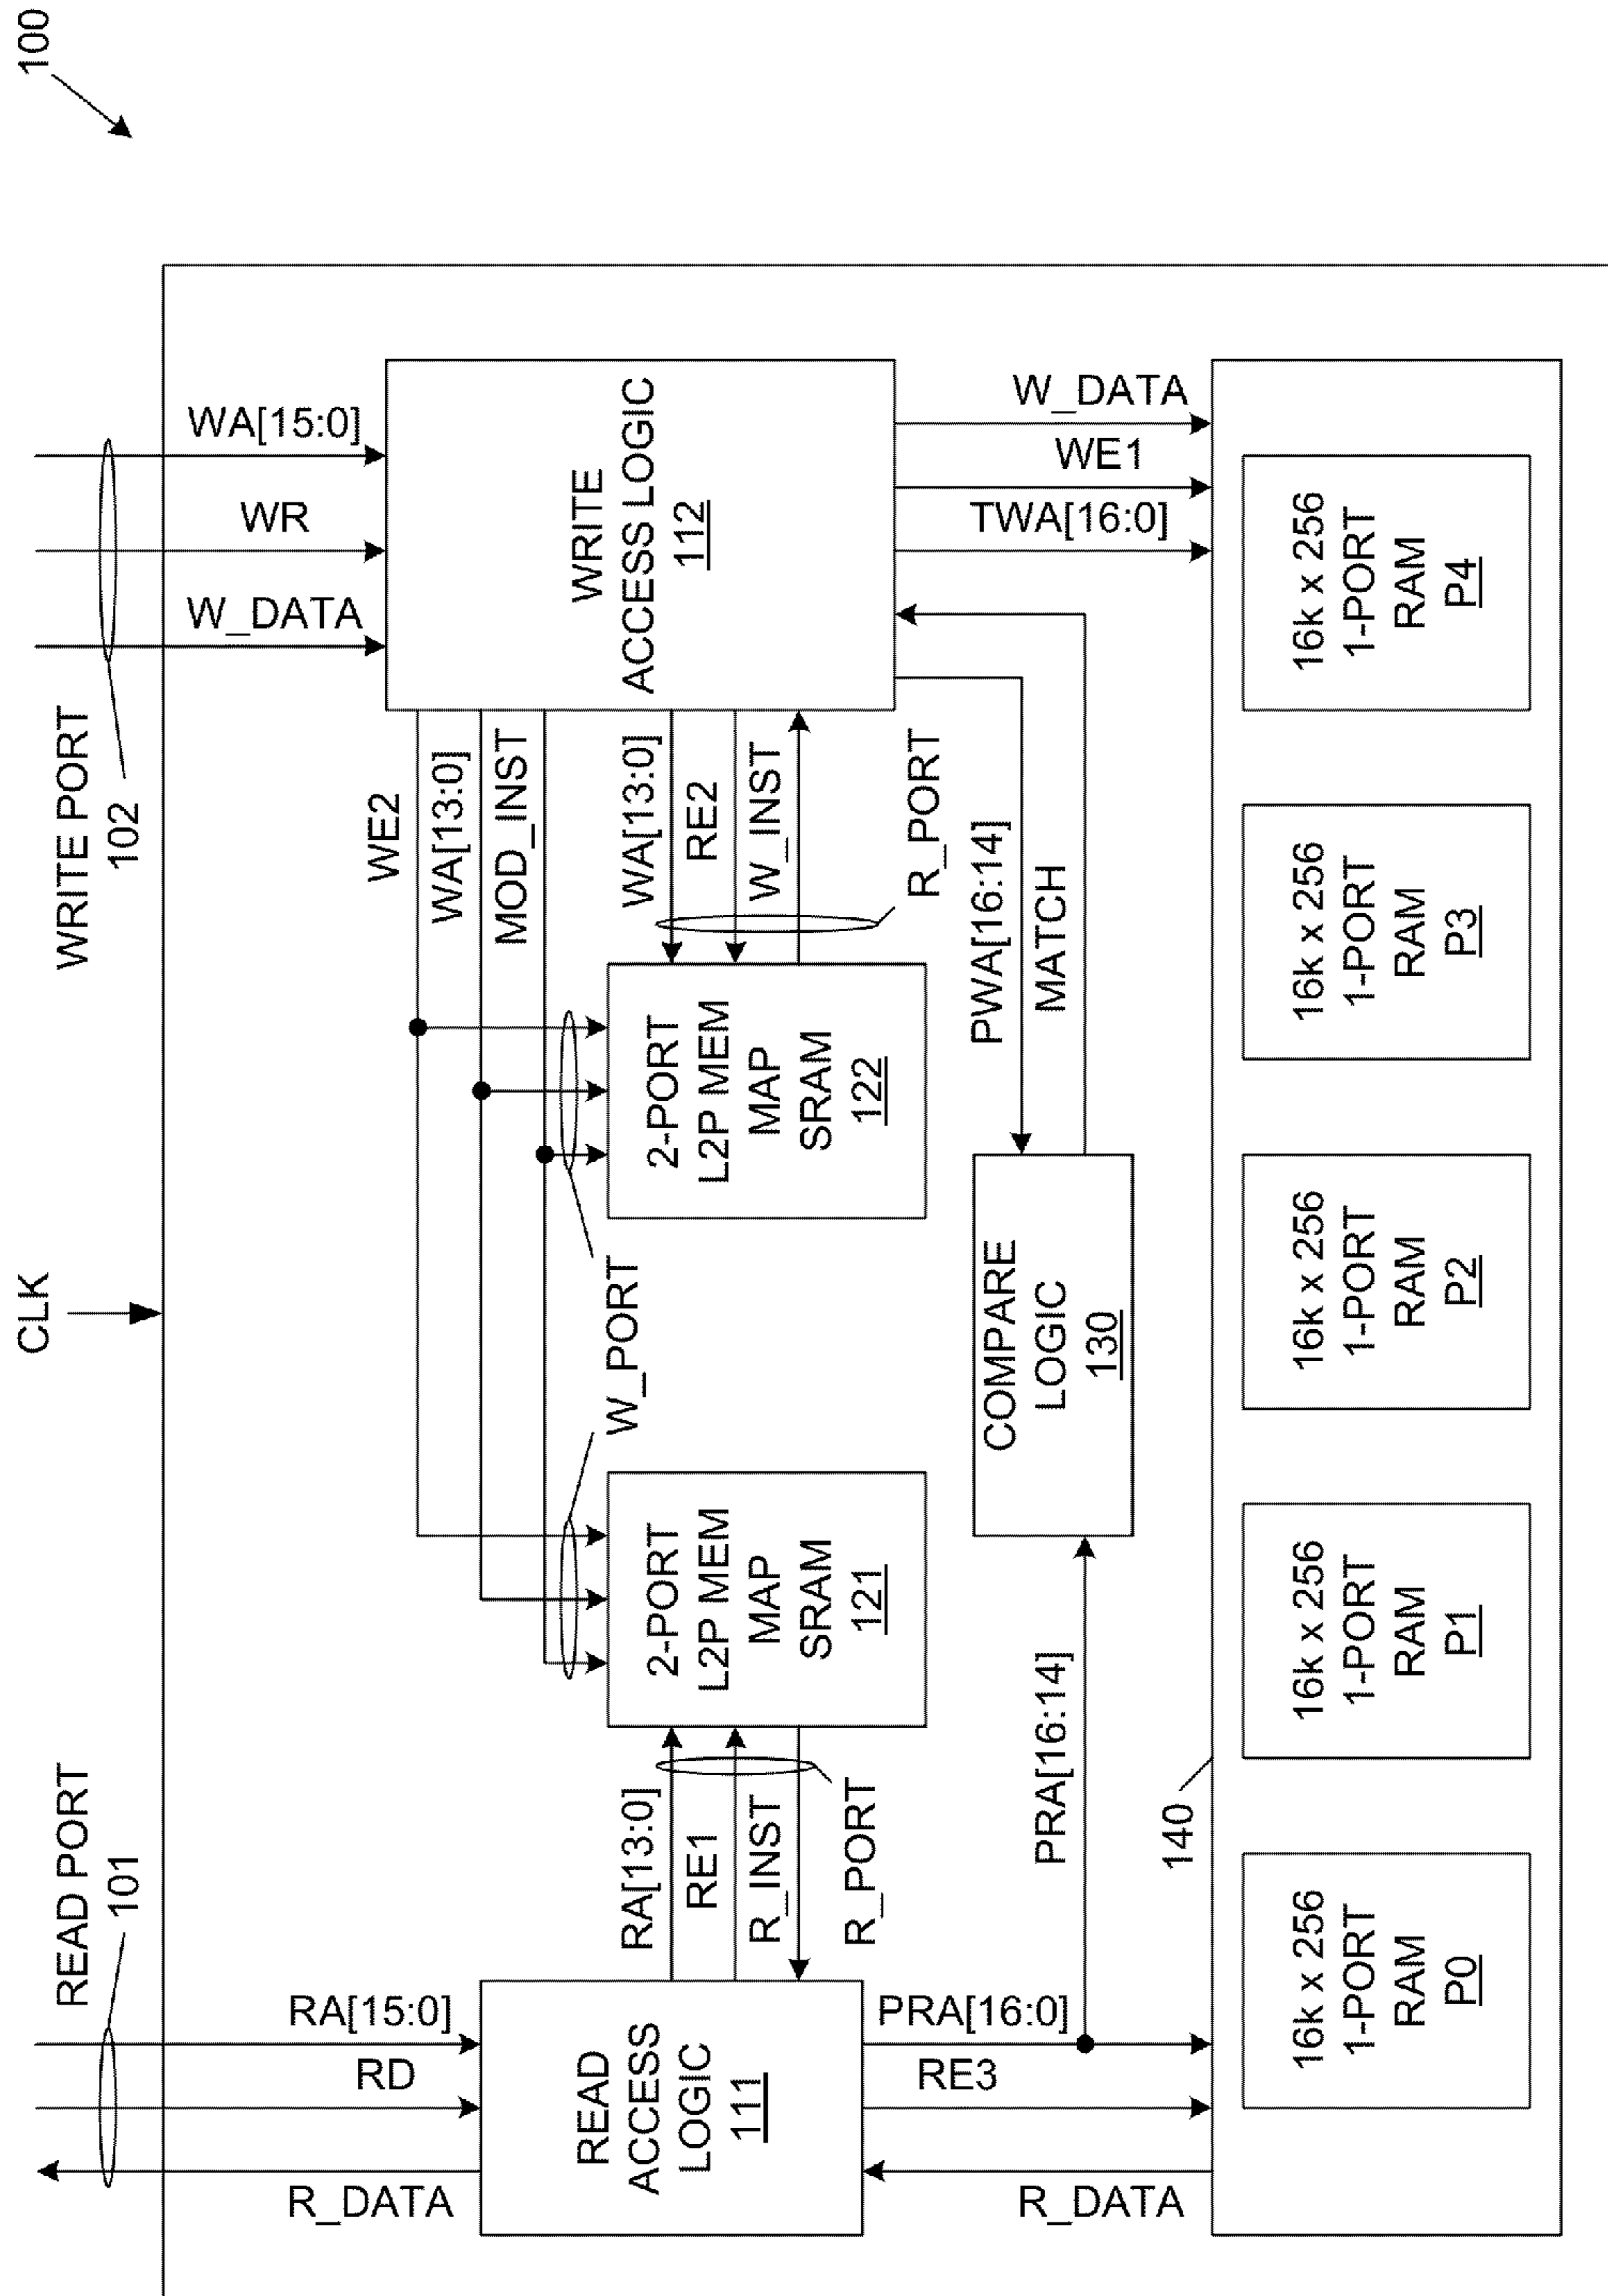 100
CLK
READ PORT
101
WRITE PORT
102
R_DATA
RD
RA[15:0]
W_DATA
WR
WA[15:0]
READ
ACCESS
LOGIC
111
RA[13:0]
RE1
R_INST
R_PORT
2-PORT
L2P MEM
MAP
SRAM
121
W_PORT
2-PORT
L2P MEM
MAP
SRAM
122
WE2
WA[13:0]
MOD_INST
WA[13:0]
RE2
W_INST
R_PORT
WRITE
ACCESS LOGIC
112
R_DATA
RE3
PRA[16:0]
PRA[16:14]
COMPARE
LOGIC
130
PWA[16:14]
MATCH
TWA[16:0]
WE1
W_DATA
140
16k x 256
1-PORT
RAM
P0
16k x 256
1-PORT
RAM
P1
16k x 256
1-PORT
RAM
P2
16k x 256
1-PORT
RAM
P3
16k x 256
1-PORT
RAM
P4